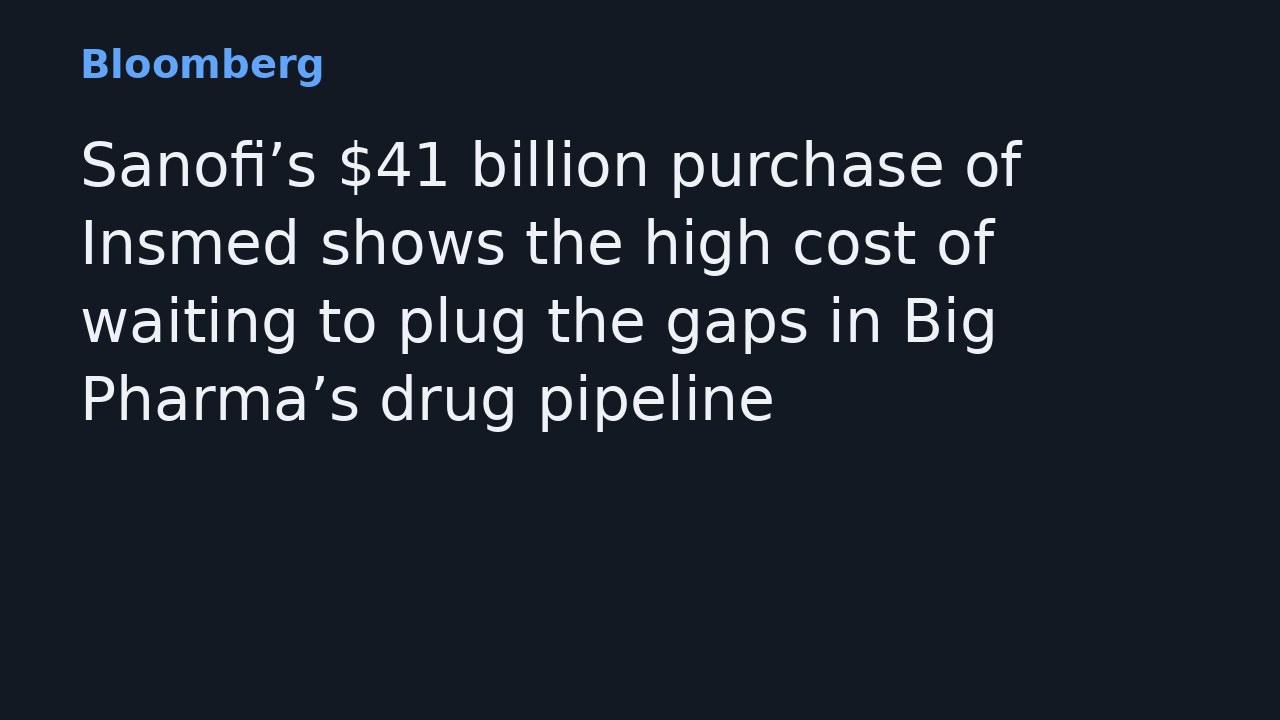 Bloomberg
Sanofi’s $41 billion purchase of
Insmed shows the high cost of
waiting to plug the gaps in Big
Pharma’s drug pipeline